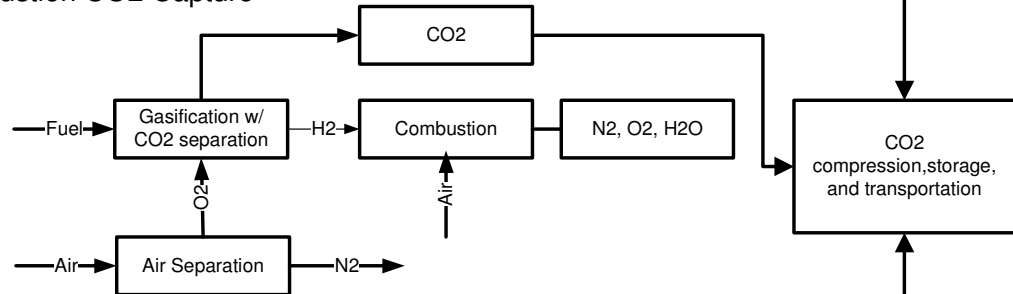 CO2 Capture
CO2
Fuel
Gasification w/
CO2 separation
H2
Combustion
N2, O2, H2O
CO2
compression,storage,
and transportation
O2
Air
Air
Air Separation
N2